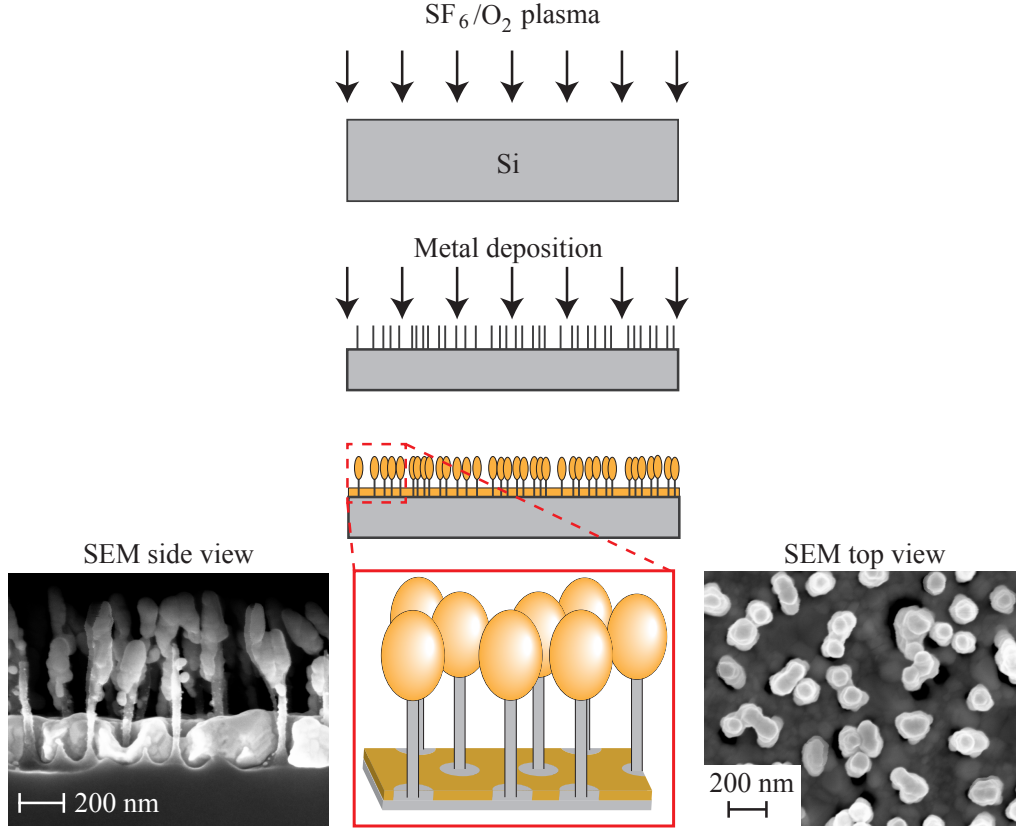 SF₆/O₂ plasma
Si
Metal deposition
SEM side view
SEM top view
200 nm
200 nm